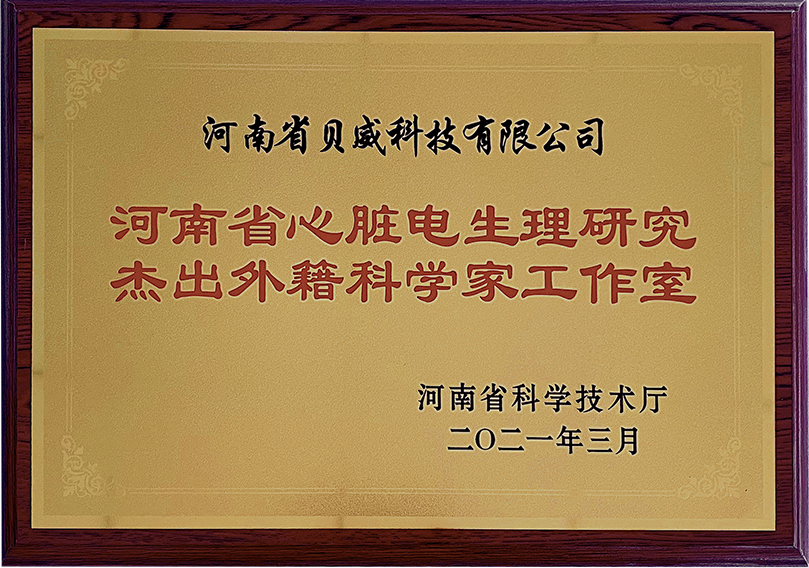 河南省贝威科技有限公司
河南省心脏电生理研究
杰出外籍科学家工作室
河南省科学技术厅
二〇二一年三月